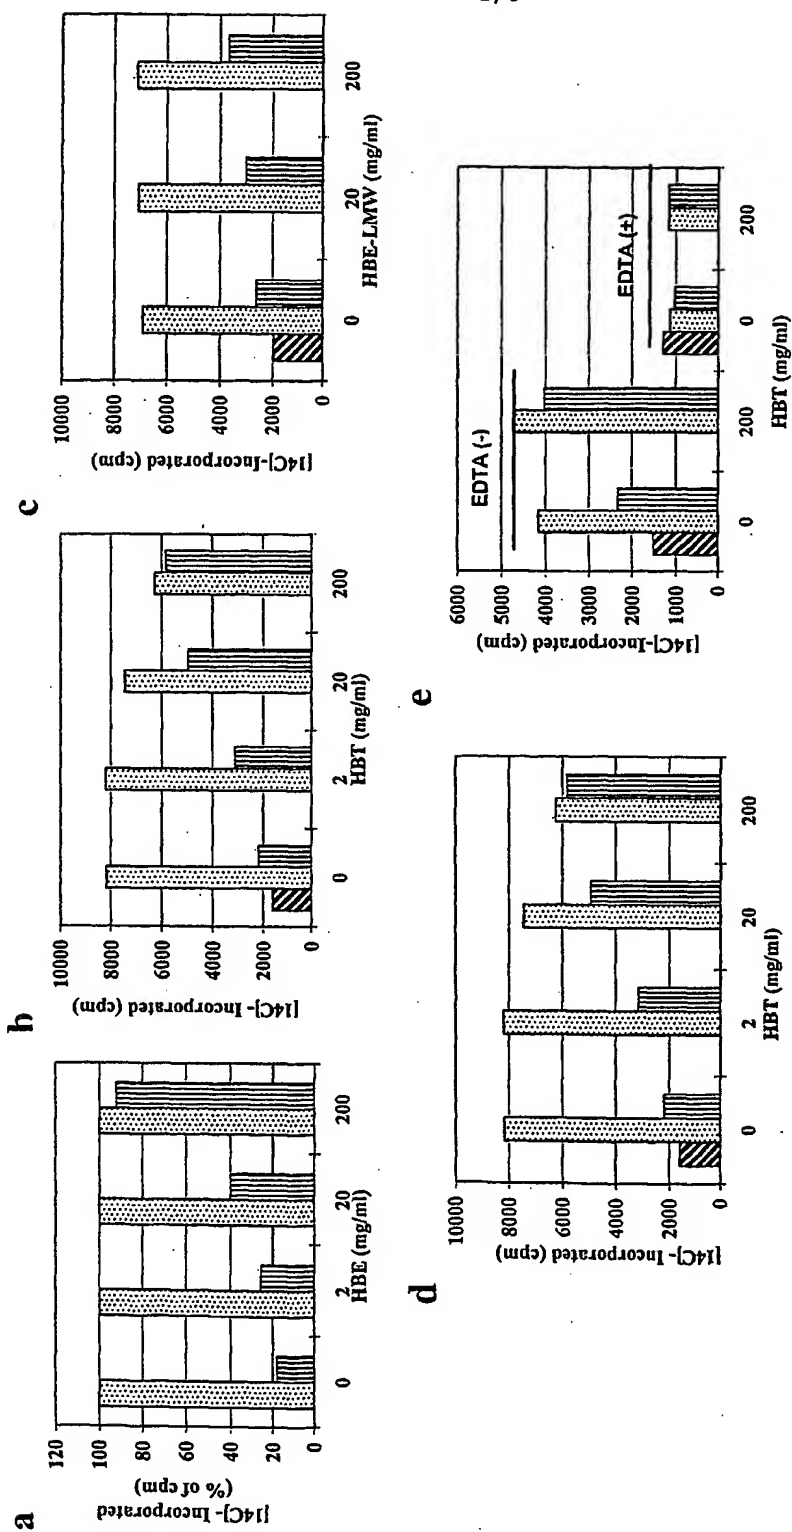 a
[14C]- Incorporated
(% of cpm)
120
100
80
60
40
20
0
0
2
20
200
HBE (mg/ml)
b
[14C]- Incorporated (cpm)
10000
8000
6000
4000
2000
0
0
2
20
200
HBT (mg/ml)
c
[14C]-Incorporated (cpm)
10000
8000
6000
4000
2000
0
0
20
200
HBE-LMW (mg/ml)
d
[14C]- Incorporated (cpm)
10000
8000
6000
4000
2000
0
0
2
20
200
HBT (mg/ml)
e
[14C]-Incorporated (cpm)
6000
5000
4000
3000
2000
1000
0
EDTA (-)
EDTA (+)
0
200
0
200
HBT (mg/ml)